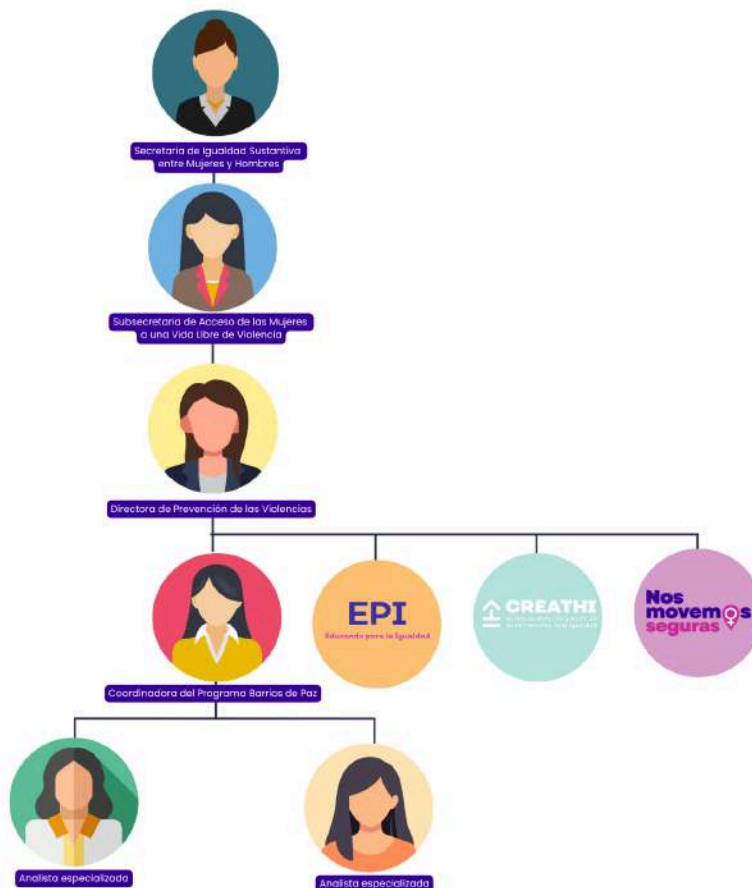 Secretaria de Igualdad Sustantiva
entre Mujeres y Hombres
Subsecretaria de Acceso de las Mujeres
a una Vida Libre de Violencia
Directora de Prevención de las Violencias
EPI
Educando para la Igualdad
CREATHI
Nos
movemos
seguras
Coordinadora del Programa Barrios de Paz
Analista especializada
Analista especializada